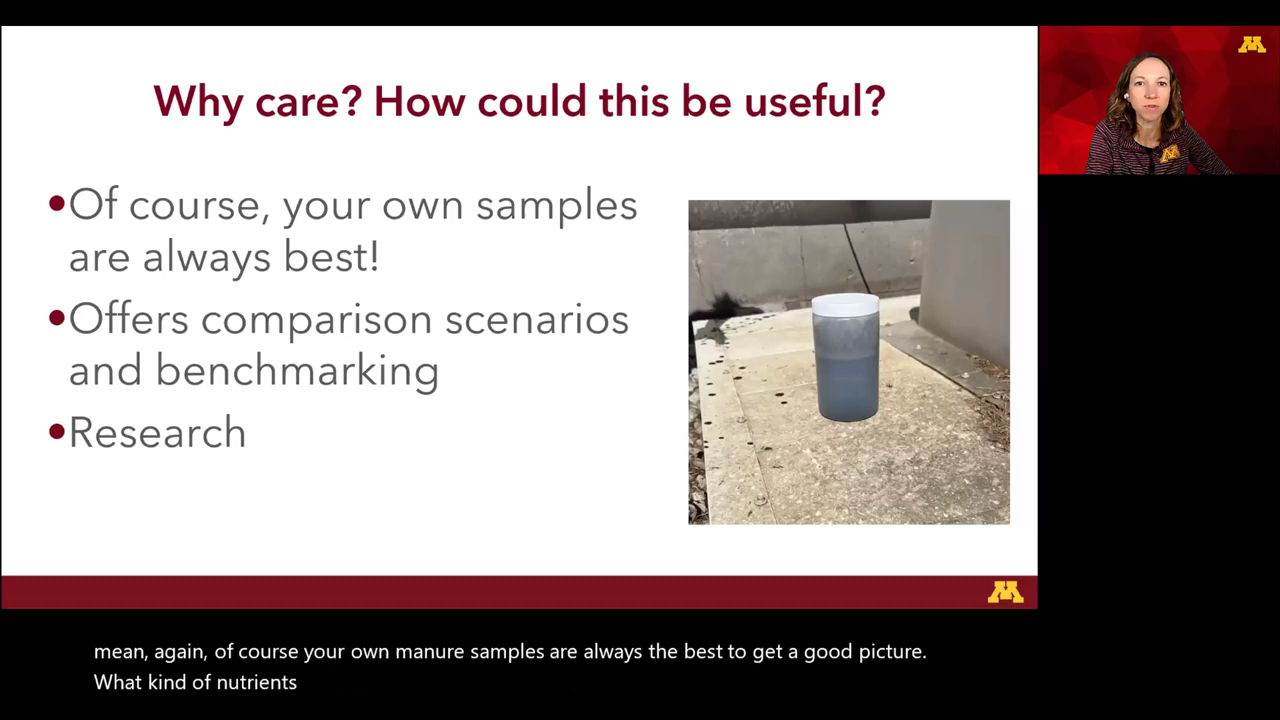 Why care? How could this be useful?
•Of course, your own samples
are always best!
•Offers comparison scenarios
and benchmarking
•Research
mean, again, of course your own manure samples are always the best to get a good picture.
What kind of nutrients